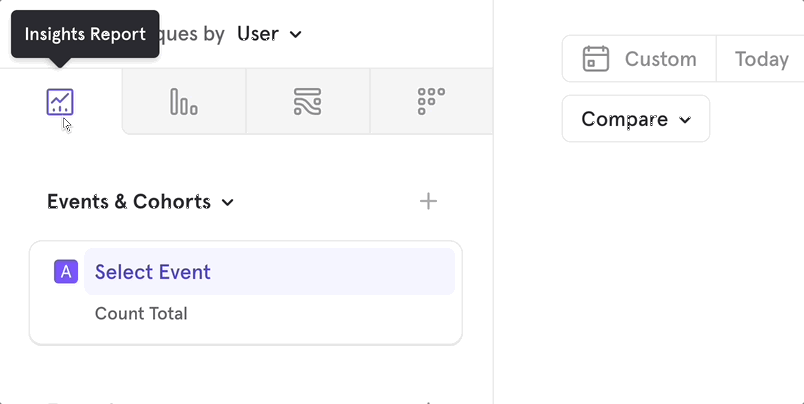 Insights Report
ques by User
Custom
Today
Compare
Events & Cohorts
A
Select Event
Count Total